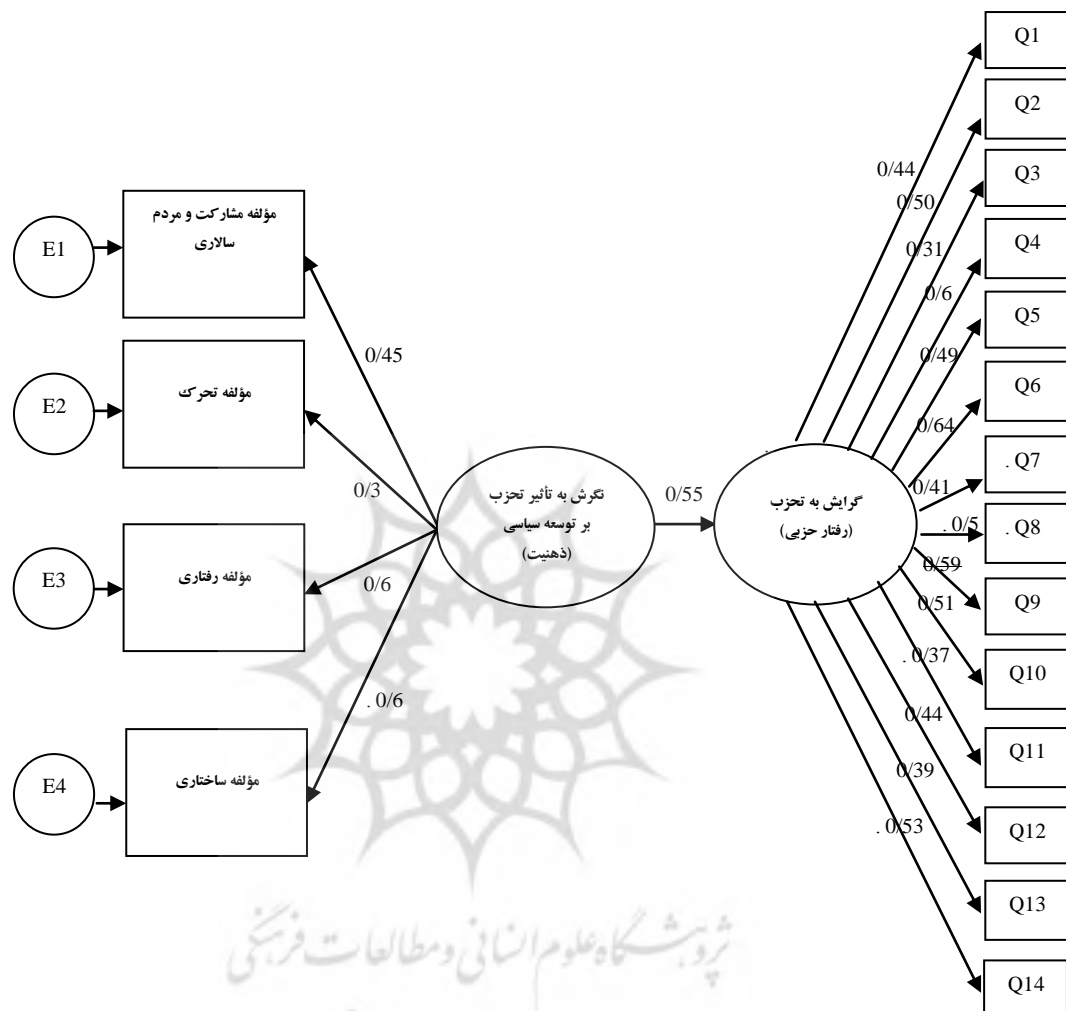 Q1
Q2
Q3
Q4
Q5
Q6
. Q7
. Q8
Q9
Q10
Q11
Q12
Q13
Q14
0/44
0/50
0/31
0/6
0/49
0/64
0/41
. 0/5
0/59
0/51
. 0/37
0/44
0/39
. 0/53
گرایش به تحزب
(رفتار حزبی)
0/55
نگرش به تأثیر تحزب
بر توسعه سیاسی
(ذهنیت)
0/45
0/3
0/6
. 0/6
مؤلفه مشارکت و مردم
سالاری
مؤلفه تحرک
مؤلفه رفتاری
مؤلفه ساختاری
E1
E2
E3
E4
پژوهشگاه علوم انسانی و مطالعات فرهنگی